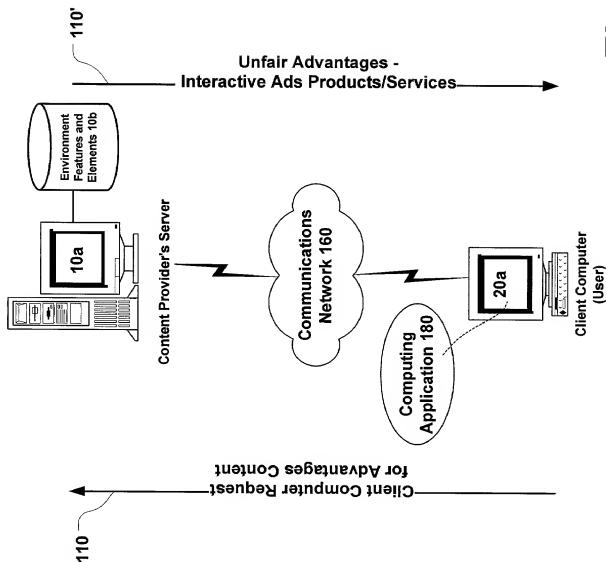 110'
Unfair Advantages -
Interactive Ads Products/Services
Environment
Features and
Elements 10b
10a
Content Provider's Server
Communications
Network 160
Computing
Application 180
20a
Client Computer
(User)
Client Computer Request
for Advantages Content
110